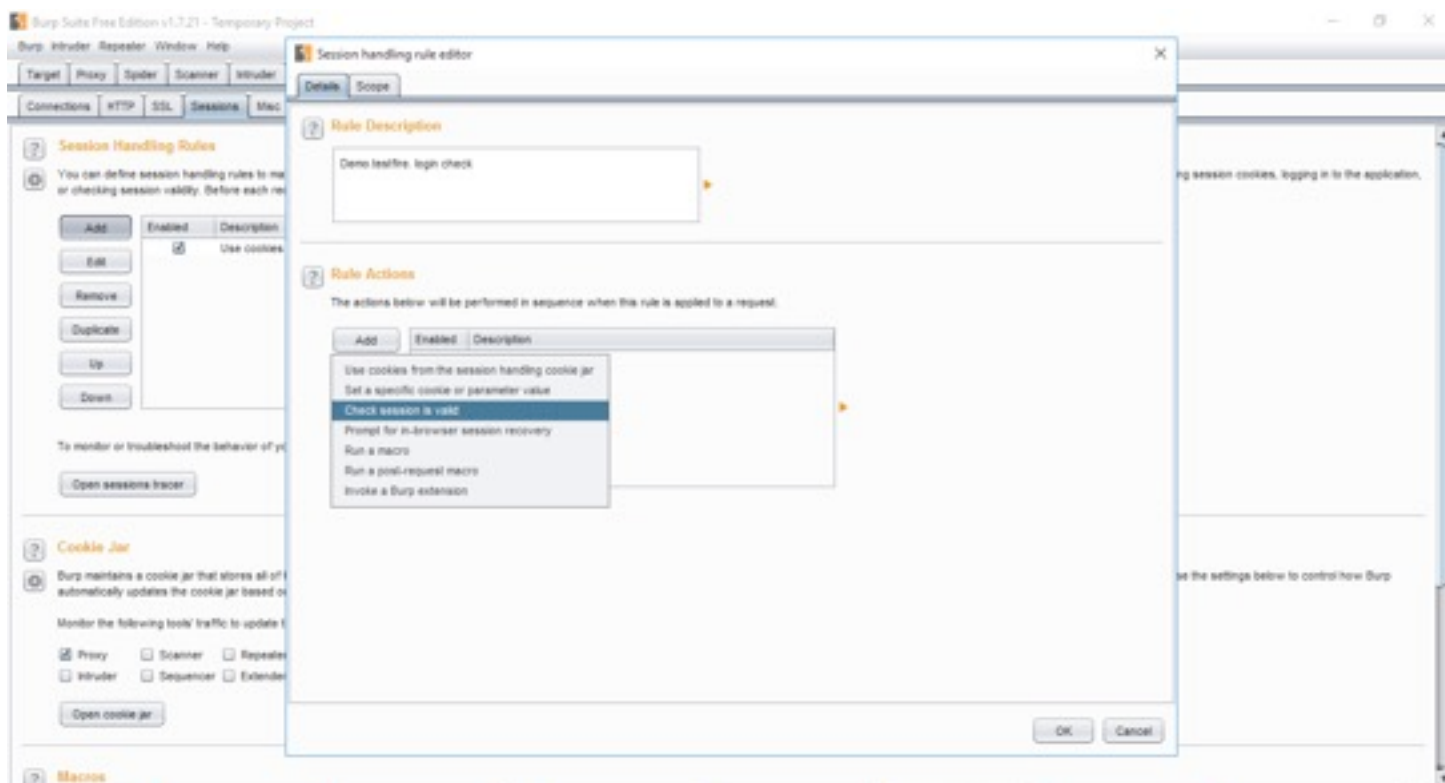 Burp Suite Free Edition v1.7.21 - Temporary Project
Burp Intruder Repeater Window Help
Target Proxy Spider Scanner Intruder
Connections HTTP SSL Sessions Misc
Session Handling Rules
You can define session handling rules to ma
ng session cookies, logging in to the application,
or checking session validity. Before each re
Add
Enabled Description
Use cookies
Edit
Remove
Duplicate
Up
Down
To monitor or troubleshoot the behavior of yo
Open sessions tracer
Cookie Jar
Burp maintains a cookie jar that stores all of t
se the settings below to control how Burp
automatically updates the cookie jar based o
Monitor the following tools' traffic to update t
Proxy Scanner Repeater
Intruder Sequencer Extender
Open cookie jar
Macros
Session handling rule editor
Details Scope
Rule Description
Demo.testfire. login check
Rule Actions
The actions below will be performed in sequence when this rule is applied to a request.
Add Enabled Description
Use cookies from the session handling cookie jar
Set a specific cookie or parameter value
Check session is valid
Prompt for in-browser session recovery
Run a macro
Run a post-request macro
Invoke a Burp extension
OK Cancel